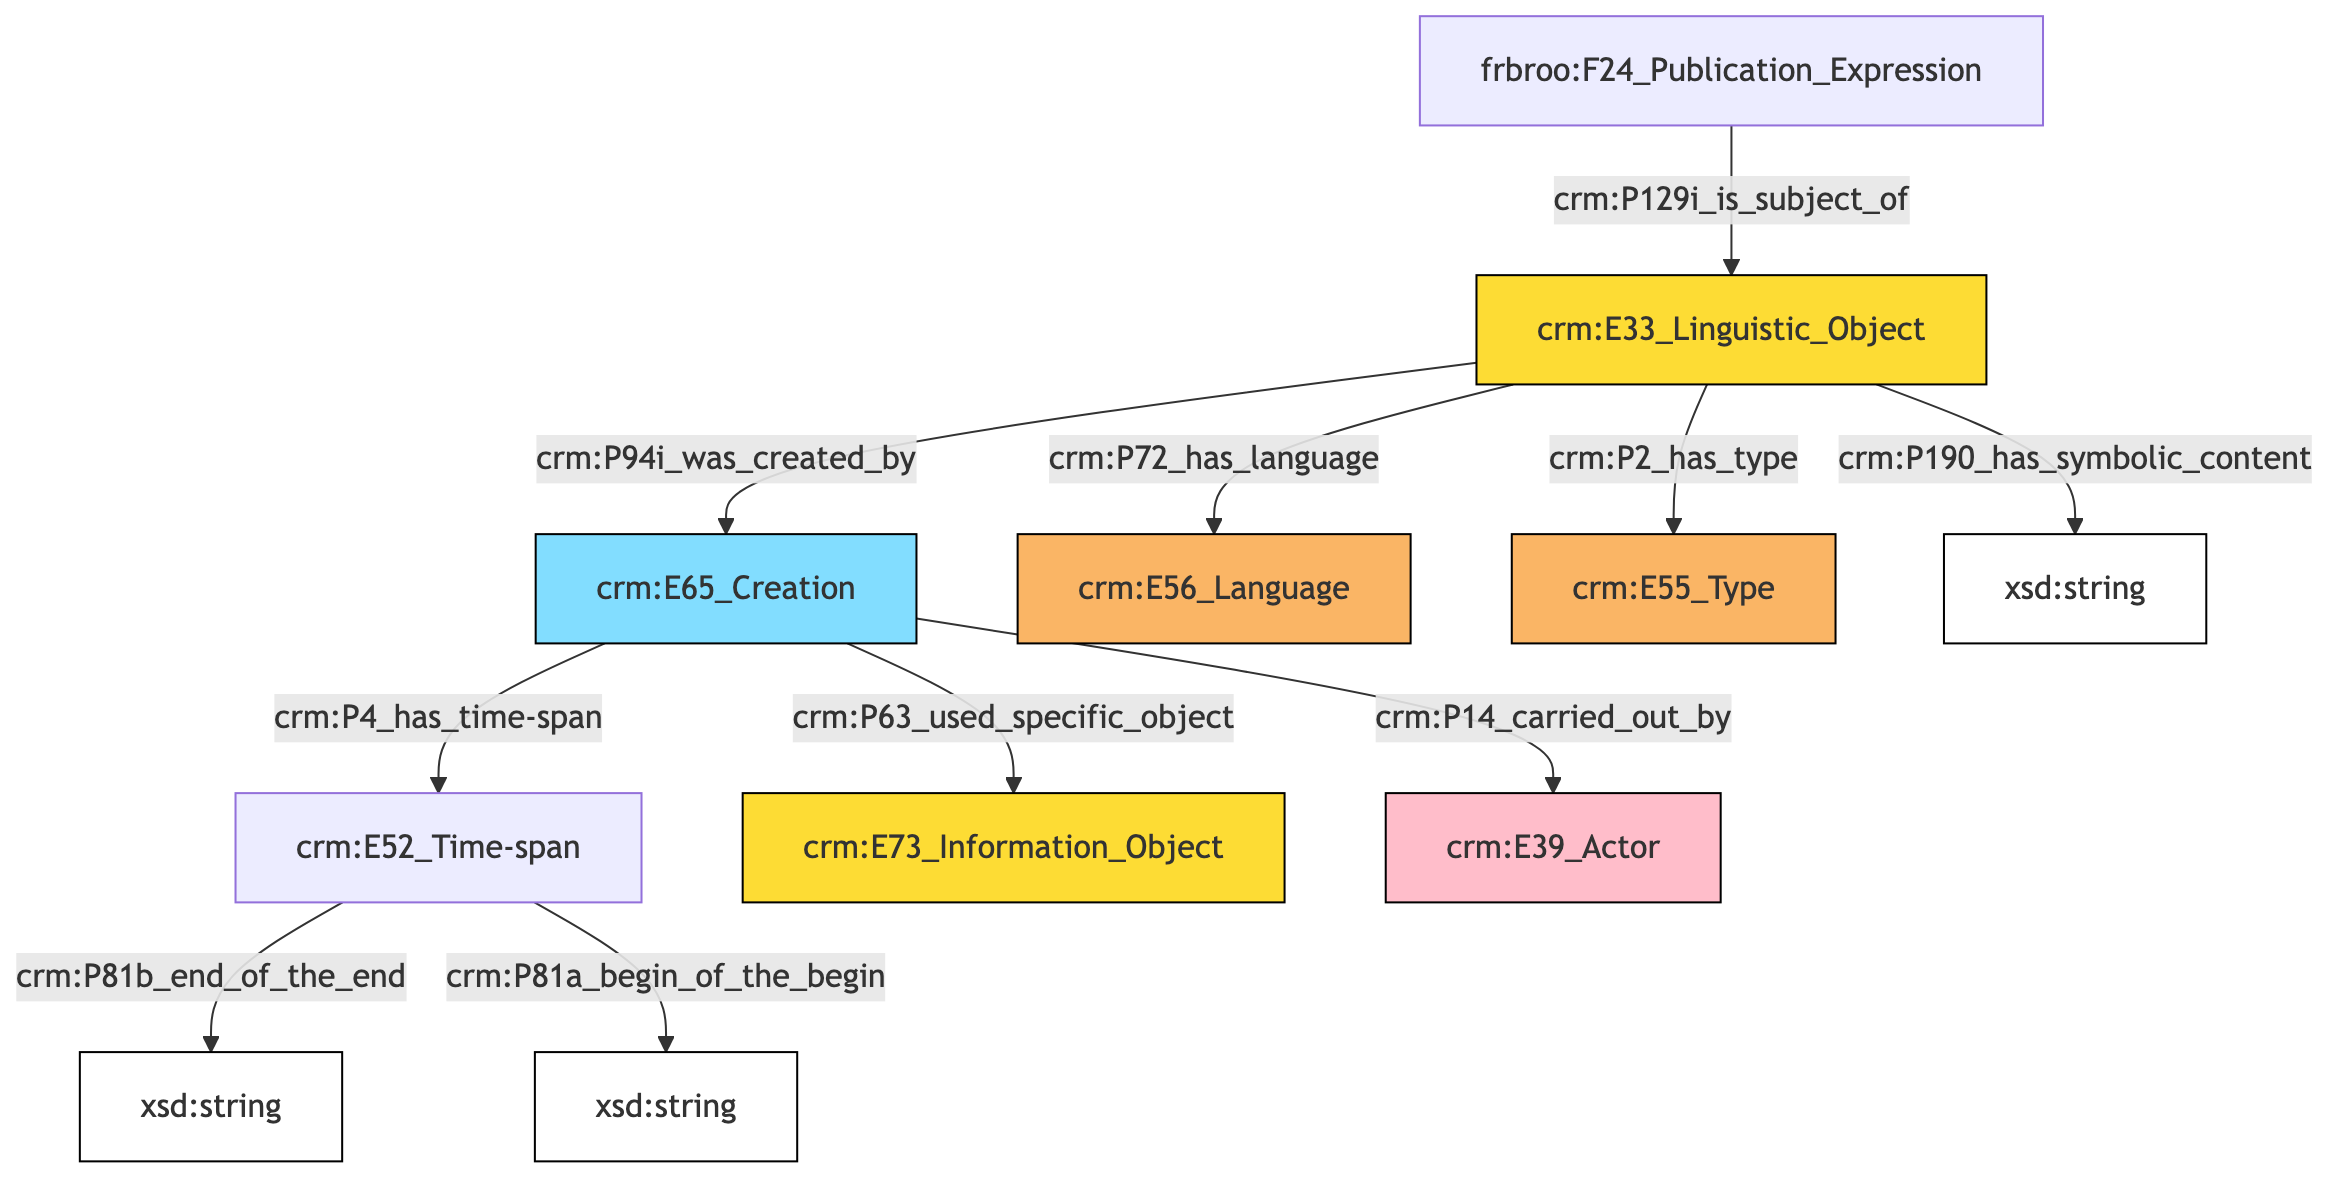 frbroo:F24_Publication_Expression
crm:P129i_is_subject_of
crm:E33_Linguistic_Object
crm:P94i_was_created_by
crm:P72_has_language
crm:P2_has_type
crm:P190_has_symbolic_content
crm:E65_Creation
crm:E56_Language
crm:E55_Type
xsd:string
crm:P4_has_time-span
crm:P63_used_specific_object
crm:P14_carried_out_by
crm:E52_Time-span
crm:E73_Information_Object
crm:E39_Actor
crm:P81b_end_of_the_end
crm:P81a_begin_of_the_begin
xsd:string
xsd:string